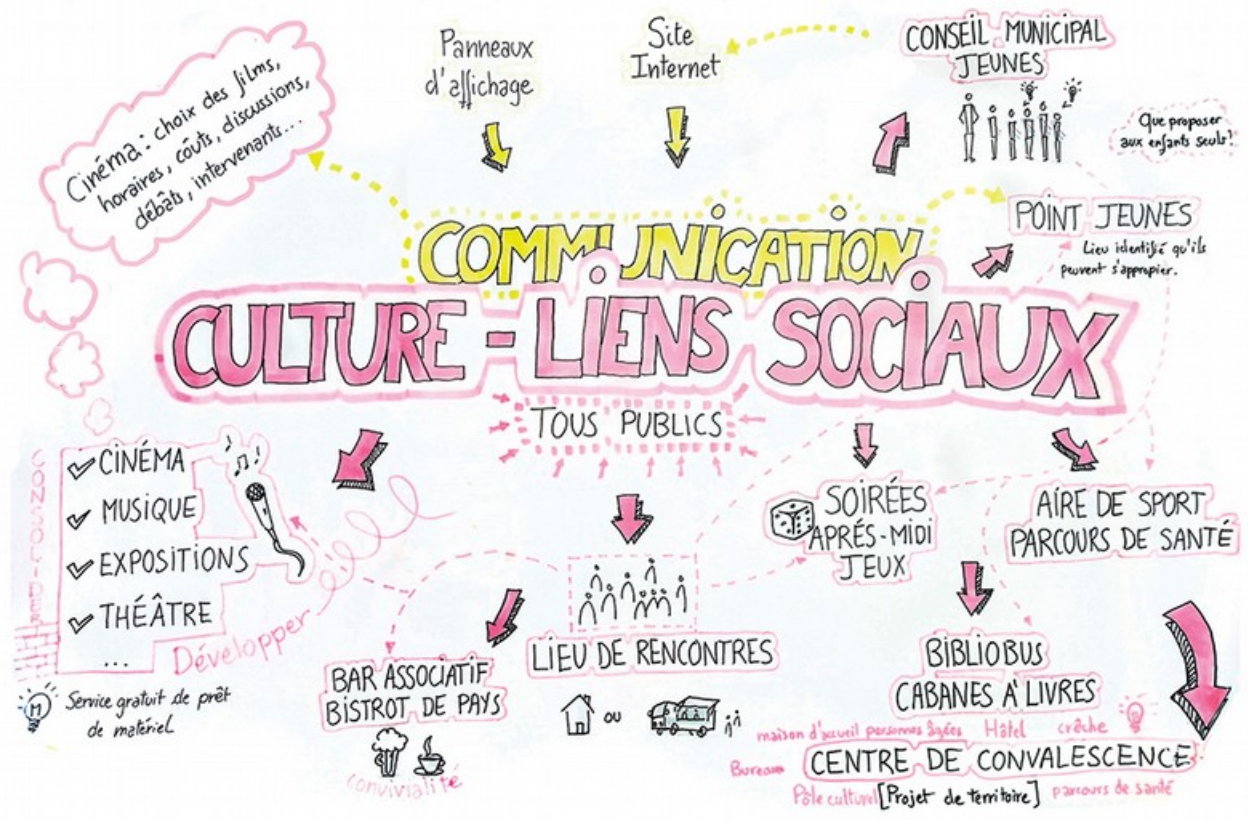 Cinéma : choix des films,
horaires, coûts, discussions,
débats, intervenants...
Panneaux
d'affichage
Site
Internet
CONSEIL MUNICIPAL
JEUNES
Que proposer
aux enfants seuls?
POINT JEUNES
Lieu identifié qu'ils
peuvent s'approprier.
COMMUNICATION
CULTURE - LIENS SOCIAUX
TOUS PUBLICS
CONSOLIDER
CINÉMA
MUSIQUE
EXPOSITIONS
THÉÂTRE
...
Développer
M
Service gratuit de prêt
de matériel
BAR ASSOCIATIF
BISTROT DE PAYS
convivialité
LIEU DE RENCONTRES
OU
SOIRÉES
APRÉS-MIDI
JEUX
AIRE DE SPORT
PARCOURS DE SANTÉ
BIBLIOBUS
CABANES À LIVRES
maison d'accueil personnes âgées Hôtel crêche
Bureaux
CENTRE DE CONVALESCENCE
Pôle culturel [Projet de territoire] parcours de santé